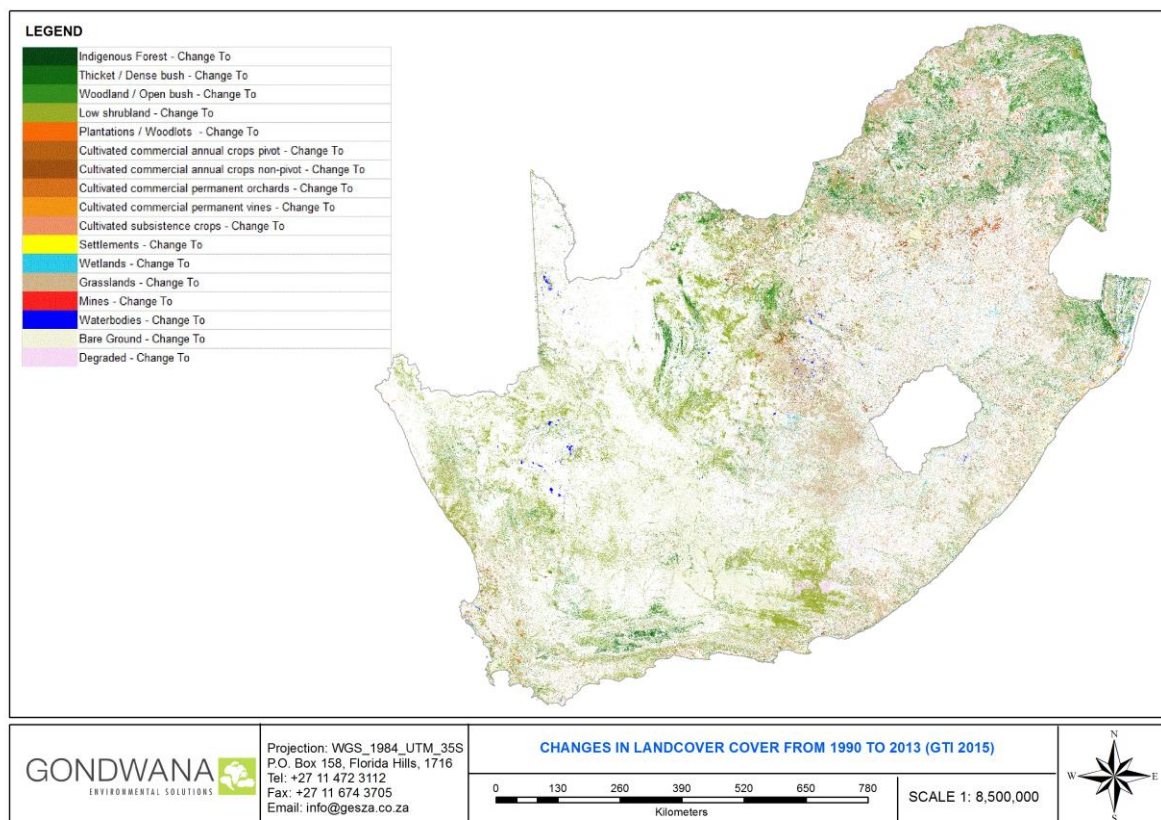 LEGEND
Indigenous Forest - Change To
Thicket / Dense bush - Change To
Woodland / Open bush - Change To
Low shrubland - Change To
Plantations / Woodlots - Change To
Cultivated commercial annual crops pivot - Change To
Cultivated commercial annual crops non-pivot - Change To
Cultivated commercial permanent orchards - Change To
Cultivated commercial permanent vines - Change To
Cultivated subsistence crops - Change To
Settlements - Change To
Wetlands - Change To
Grasslands - Change To
Mines - Change To
Waterbodies - Change To
Bare Ground - Change To
Degraded - Change To
GONDWANA
ENVIRONMENTAL SOLUTIONS
Projection: WGS_1984_UTM_35S
P.O. Box 158, Florida Hills, 1716
Tel: +27 11 472 3112
Fax: +27 11 674 3705
Email: info@gesza.co.za
CHANGES IN LANDCOVER COVER FROM 1990 TO 2013 (GTI 2015)
0 130 260 390 520 650 780
Kilometers
SCALE 1: 8,500,000
N
W E
S